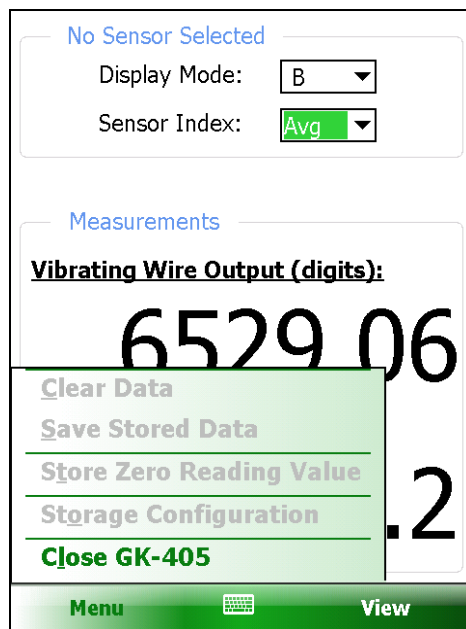 No Sensor Selected
Display Mode: B
Sensor Index: Avg
Measurements
Vibrating Wire Output (digits):
6529.06
.2
Clear Data
Save Stored Data
Store Zero Reading Value
Storage Configuration
Close GK-405
Menu View